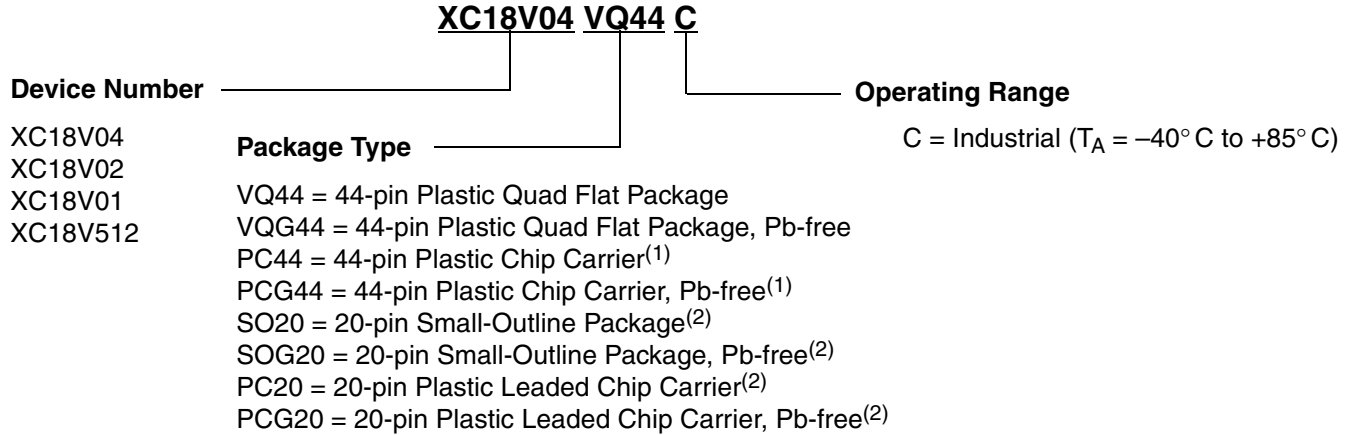 XC18V04 VQ44 C
Device Number
XC18V04
XC18V02
XC18V01
XC18V512
Package Type
VQ44 = 44-pin Plastic Quad Flat Package
VQG44 = 44-pin Plastic Quad Flat Package, Pb-free
PC44 = 44-pin Plastic Chip Carrier(1)
PCG44 = 44-pin Plastic Chip Carrier, Pb-free(1)
SO20 = 20-pin Small-Outline Package(2)
SOG20 = 20-pin Small-Outline Package, Pb-free(2)
PC20 = 20-pin Plastic Leaded Chip Carrier(2)
PCG20 = 20-pin Plastic Leaded Chip Carrier, Pb-free(2)
Operating Range
C = Industrial (TA = –40° C to +85° C)